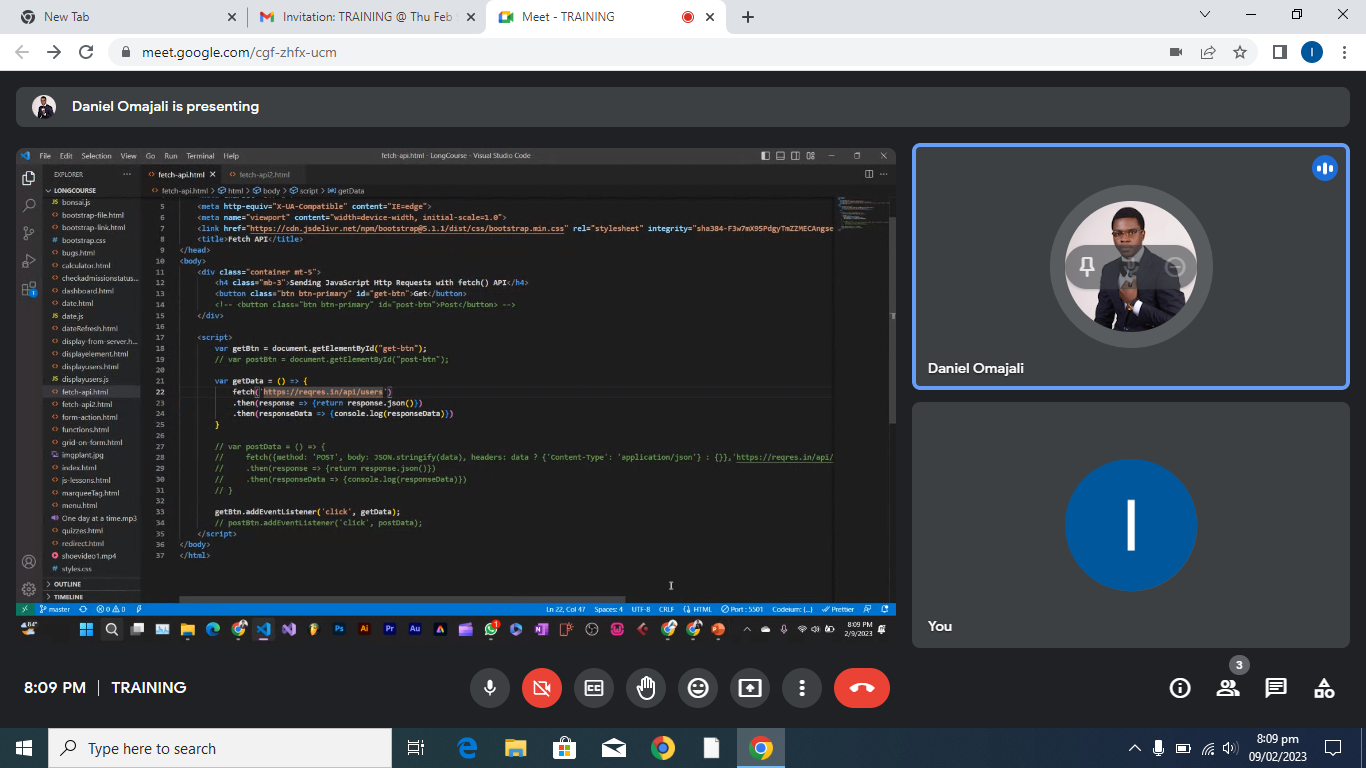 New Tab
Invitation: TRAINING @ Thu Feb
Meet - TRAINING
meet.google.com/cgf-zhfx-ucm
I
Daniel Omajali is presenting
File Edit Selection View Go Run Terminal Help
fetch-api.html - LongCourse - Visual Studio Code
EXPLORER
fetch-api.html
fetch-api2.html
LONGCOURSE
fetch-api.html > html > body > script > getData
bonsai.js
bootstrap-file.html
bootstrap-link.html
bootstrap.css
bugs.html
calculator.html
checkadmissionstatus...
dashboard.html
date.html
date.js
dateRefresh.html
display-from-server.h...
displayelement.html
displayusers.html
displayusers.js
fetch-api.html
fetch-api2.html
form-action.html
functions.html
grid-on-form.html
imgplant.jpg
index.html
js-lessons.html
marqueeTag.html
menu.html
One day at a time.mp3
quizzes.html
redirect.html
shoevideo1.mp4
styles.css
OUTLINE
TIMELINE
1
5 <meta http-equiv="X-UA-Compatible" content="IE=edge">
6 <meta name="viewport" content="width=device-width, initial-scale=1.0">
7 <link href="https://cdn.jsdelivr.net/npm/bootstrap@5.1.1/dist/css/bootstrap.min.css" rel="stylesheet" integrity="sha384-F3w7mX95PdgyTmZZMECAngse
8 <title>Fetch API</title>
9 </head>
10 <body>
11 <div class="container mt-5">
12 <h4 class="mb-3">Sending JavaScript Http Requests with fetch() API</h4>
13 <button class="btn btn-primary" id="get-btn">Get</button>
14 <!-- <button class="btn btn-primary" id="post-btn">Post</button> -->
15 </div>
16
17 <script>
18 var getBtn = document.getElementById("get-btn");
19 // var postBtn = document.getElementById("post-btn");
20
21 var getData = () => {
22 fetch('https://reqres.in/api/users')
23 .then(response => {return response.json()})
24 .then(responseData => {console.log(responseData)})
25 }
26
27 // var postData = () => {
28 // fetch({method: 'POST', body: JSON.stringify(data), headers: data ? {'Content-Type': 'application/json'} : {}},'https://reqres.in/api/
29 // .then(response => {return response.json()})
30 // .then(responseData => {console.log(responseData)})
31 // }
32
33 getBtn.addEventListener('click', getData);
34 // postBtn.addEventListener('click', postData);
35 </script>
36 </body>
37 </html>
master
0 0
Ln 22, Col 47 Spaces: 4 UTF-8 CRLF HTML Port : 5501 Codeium: {...} Prettier
84°
Ps Ai Pr Au
1
8:09 PM
2/9/2023
Daniel Omajali
I
You
8:09 PM | TRAINING
3
Type here to search
8:09 pm
09/02/2023